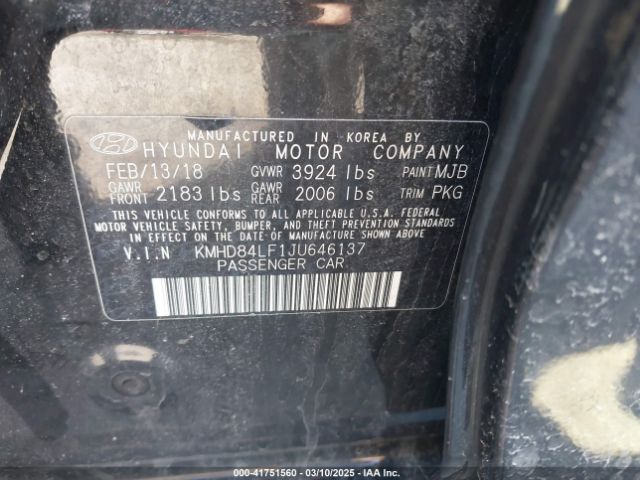 MANUFACTURED IN KOREA BY
HYUNDAI MOTOR COMPANY
FEB/13/18 GVWR 3924 lbs PAINT MJB
GAWR FRONT 2183 lbs GAWR REAR 2006 lbs TRIM PKG
THIS VEHICLE CONFORMS TO ALL APPLICABLE U.S.A. FEDERAL
MOTOR VEHICLE SAFETY, BUMPER, AND THEFT PREVENTION STANDARDS
IN EFFECT ON THE DATE OF MANUFACTURE SHOWN ABOVE.
V.I.N KMHD84LF1JU646137
PASSENGER CAR
000-41751560 — 03/10/2025 — IAA Inc.